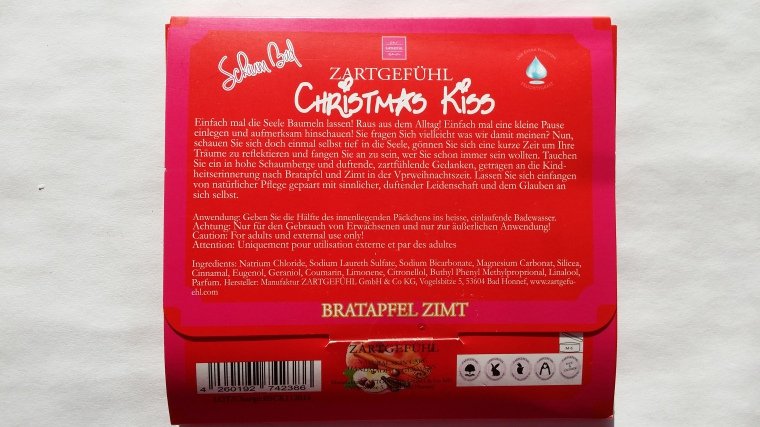 Schaum Bad
ZARTGEFÜHL
CHRISTMAS KISS
Einfach mal die Seele Baumeln lassen! Raus aus dem Alltag! Einfach mal eine kleine Pause
einlegen und aufmerksam hinschauen! Sie fragen Sich vielleicht was wir damit meinen? Nun,
schauen Sie sich doch einmal selbst tief in die Seele, gönnen Sie sich eine kurze Zeit um Ihre
Träume zu reflektieren und fangen Sie an zu sein, wer Sie schon immer sein wollten. Tauchen
Sie ein in hohe Schaumberge und duftende, zartfühlende Gedanken, getragen an die Kind-
heitserinnerung nach Bratapfel und Zimt in der Vprweihnachtszeit. Lassen Sie sich einfangen
von natürlicher Pflege gepaart mit sinnlicher, duftender Leidenschaft und dem Glauben an
sich selbst.
Anwendung: Geben Sie die Hälfte des innenliegenden Päckchens ins heisse, einlaufende Badewasser.
Achtung: Nur für den Gebrauch von Erwachsenen und nur zur äußerlichen Anwendung!
Caution: For adults and external use only!
Attention: Uniquement pour utilisation externe et par des adultes
Ingredients: Natrium Chloride, Sodium Laureth Sulfate, Sodium Bicarbonate, Magnesium Carbonat, Silicea,
Cinnamal, Eugenol, Geraniol, Coumarin, Limonene, Citronellol, Buthyl Phenyl Methylproprional, Linalool,
Parfum. Hersteller: Manufaktur ZARTGEFÜHL GmbH & Co KG, Vogelsbitze 5, 53604 Bad Honnef, www.zartgefu-
ehl.com
BRATAPFEL ZIMT
ZARTGEFÜHL
4 260192 742386